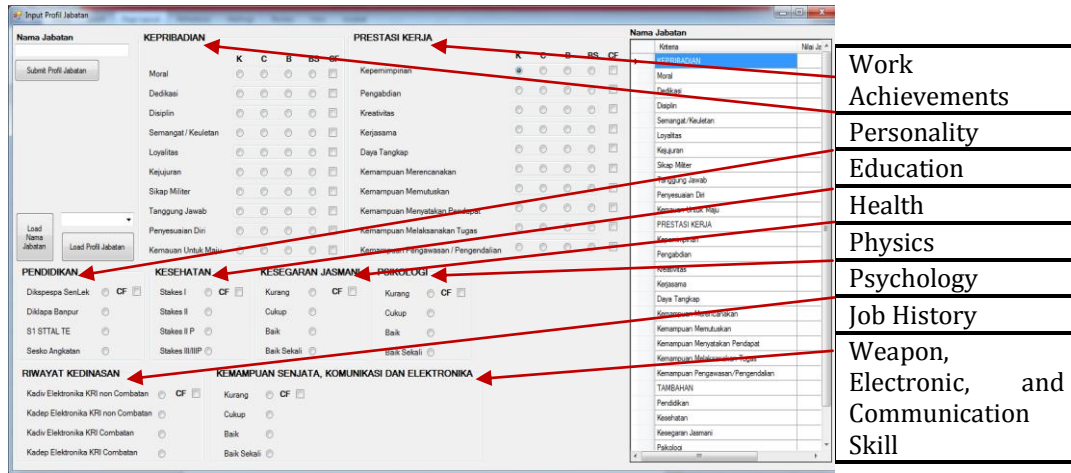 Input Profil Jabatan
Nama Jabatan
Submit Profil Jabatan
Load
Nama
Jabatan
Load Profil Jabatan
KEPRIBADIAN
K C B BS CF
Moral
Dedikasi
Disiplin
Semangat / Keuletan
Loyalitas
Kejujuran
Sikap Militer
Tanggung Jawab
Penyesuaian Diri
Kemauan Untuk Maju
PRESTASI KERJA
K C B BS CF
Kepemimpinan
Pengabdian
Kreativitas
Kerjasama
Daya Tangkap
Kemampuan Merencanakan
Kemampuan Memutuskan
Kemampuan Menyatakan Pendapat
Kemampuan Melaksanakan Tugas
Kemampuan Pengawasan / Pengendalian
PENDIDIKAN
Dikspespa SenLek CF
Diklapa Banpur
S1 STTAL TE
Sesko Angkatan
KESEHATAN
Stakes I CF
Stakes II
Stakes II P
Stakes III/IIIP
KESEGARAN JASMANI
Kurang CF
Cukup
Baik
Baik Sekali
PSIKOLOGI
Kurang CF
Cukup
Baik
Baik Sekali
RIWAYAT KEDINASAN
Kadiv Elektronika KRI non Combatan CF
Kadep Elektronika KRI non Combatan
Kadiv Elektronika KRI Combatan
Kadep Elektronika KRI Combatan
KEMAMPUAN SENJATA, KOMUNIKASI DAN ELEKTRONIKA
Kurang CF
Cukup
Baik
Baik Sekali
Nama Jabatan
Kriteria Nilai Ja
KEPRIBADIAN
Moral
Dedikasi
Disiplin
Semangat/Keuletan
Loyalitas
Kejujuran
Sikap Militer
Tanggung Jawab
Penyesuaian Diri
Kemauan Untuk Maju
PRESTASI KERJA
Kepemimpinan
Pengabdian
Kreativitas
Kerjasama
Daya Tangkap
Kemampuan Merencanakan
Kemampuan Memutuskan
Kemampuan Menyatakan Pendapat
Kemampuan Melaksanakan Tugas
Kemampuan Pengawasan/Pengendalian
TAMBAHAN
Pendidikan
Kesehatan
Kesegaran Jasmani
Psikologi
Work
Achievements
Personality
Education
Health
Physics
Psychology
Job History
Weapon,
Electronic, and
Communication
Skill